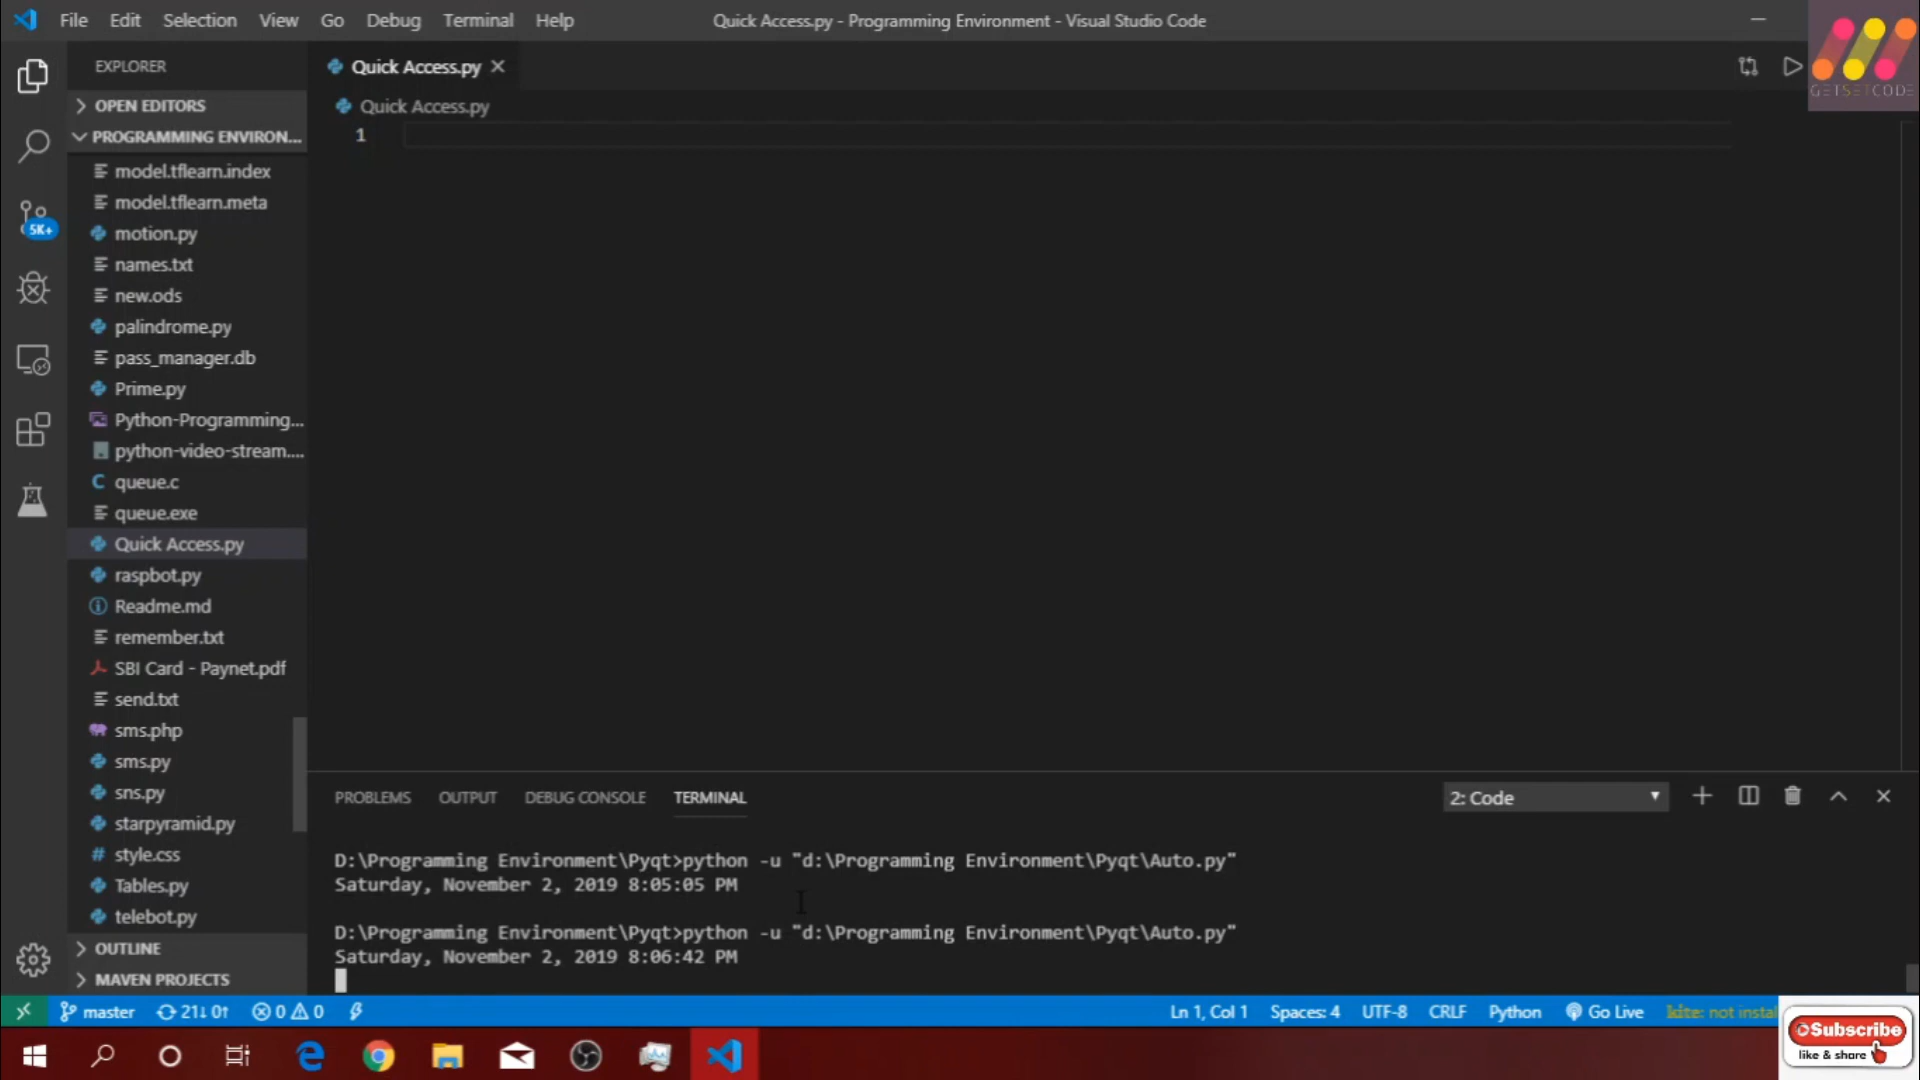 File Edit Selection View Go Debug Terminal Help
Quick Access.py - Programming Environment - Visual Studio Code
GETSETCODE
EXPLORER
Quick Access.py
OPEN EDITORS
Quick Access.py
PROGRAMMING ENVIRON...
1
model.tflearn.index
model.tflearn.meta
5K+
motion.py
names.txt
new.ods
palindrome.py
pass_manager.db
Prime.py
Python-Programming...
python-video-stream....
C queue.c
queue.exe
Quick Access.py
raspbot.py
Readme.md
remember.txt
SBI Card - Paynet.pdf
send.txt
sms.php
sms.py
sns.py
starpyramid.py
# style.css
Tables.py
telebot.py
OUTLINE
MAVEN PROJECTS
PROBLEMS OUTPUT DEBUG CONSOLE TERMINAL
2: Code
D:\Programming Environment\Pyqt>python -u "d:\Programming Environment\Pyqt\Auto.py"
Saturday, November 2, 2019 8:05:05 PM
D:\Programming Environment\Pyqt>python -u "d:\Programming Environment\Pyqt\Auto.py"
Saturday, November 2, 2019 8:06:42 PM
master 21↓ 0↑ 0 0
Ln 1, Col 1 Spaces: 4 UTF-8 CRLF Python Go Live kite: not instal
Subscribe
like & share